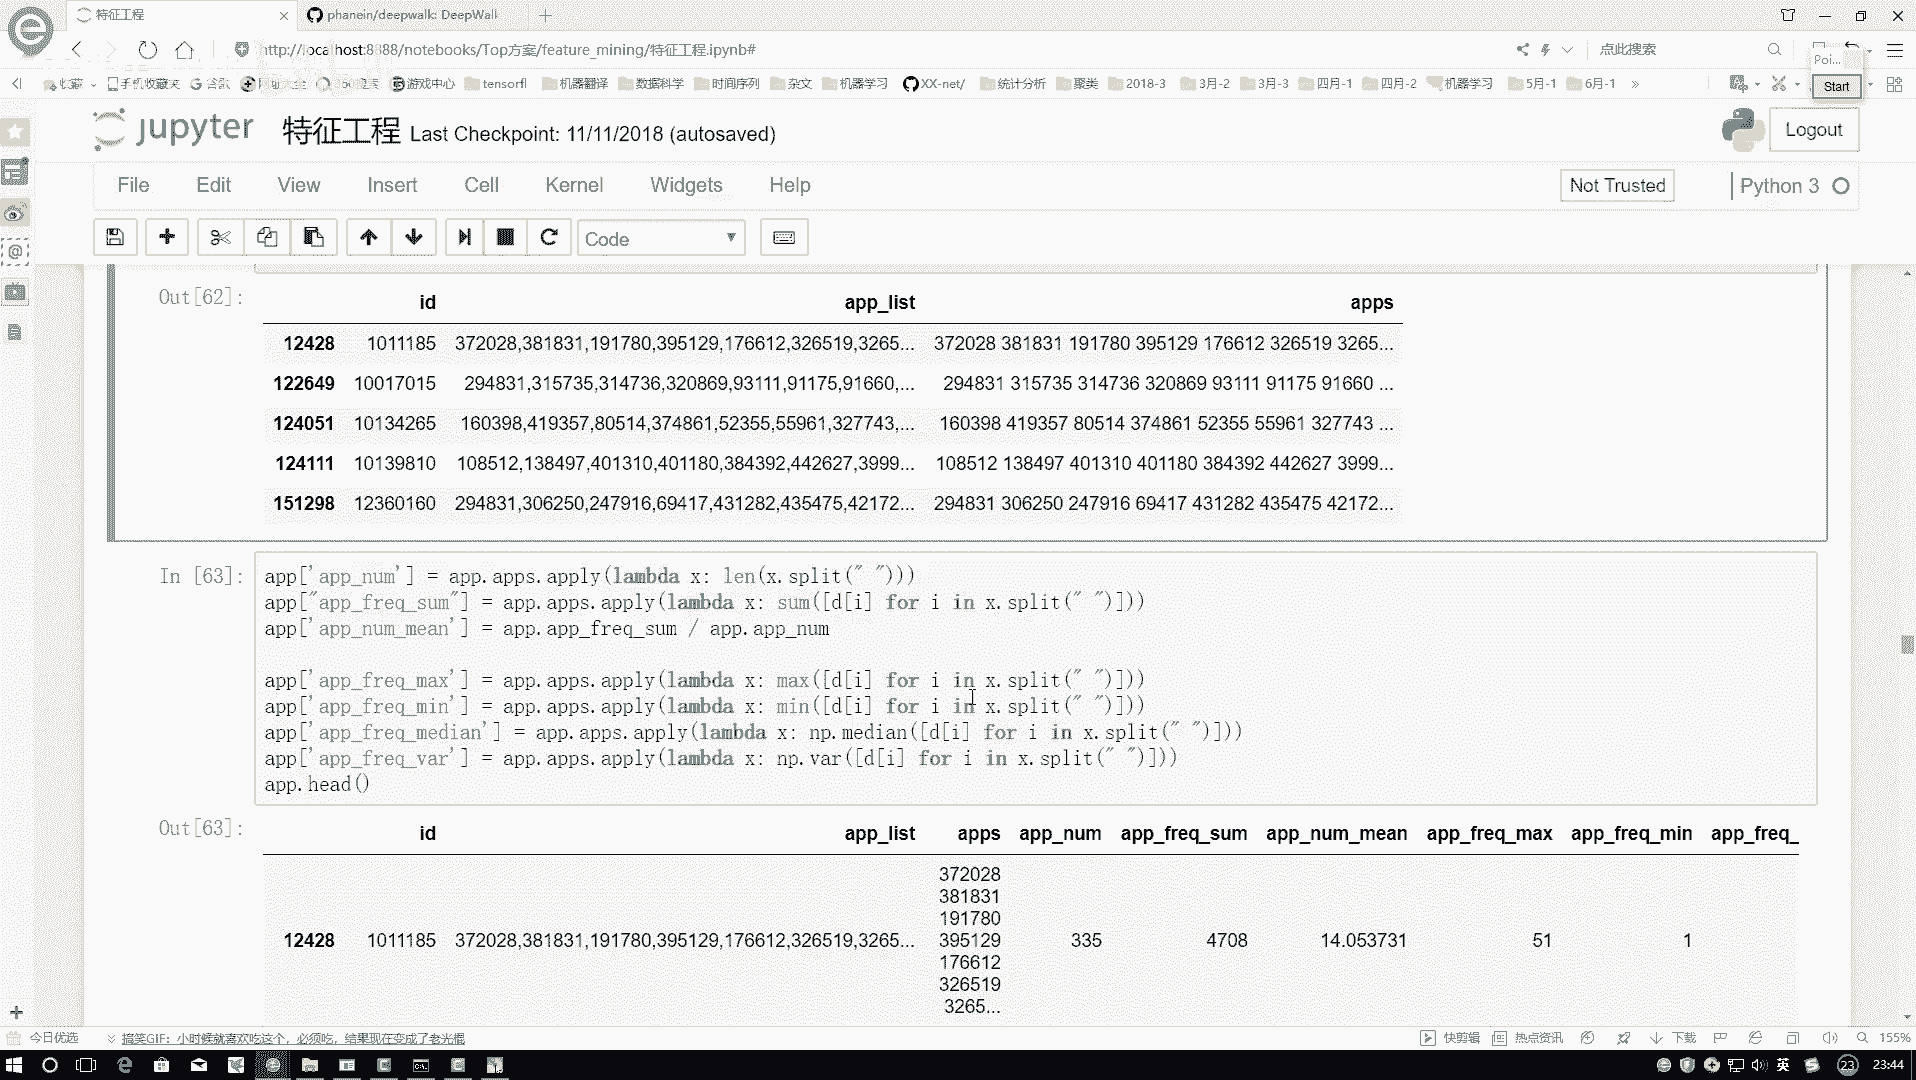 特征工程
phanein/deepwalk: DeepWalk
http://localhost:8888/notebooks/Top方案/feature_mining/特征工程.ipynb#
点此搜索
Poi...
Start
收藏
手机收藏夹
谷歌
游戏中心
tensorfl
机器翻译
数据科学
时间序列
杂文
机器学习
XX-net/
统计分析
聚类
2018-3
3月-2
3月-3
四月-1
四月-2
机器学习
5月-1
6月-1
»
jupyter 特征工程 Last Checkpoint: 11/11/2018 (autosaved)
Logout
File Edit View Insert Cell Kernel Widgets Help
Not Trusted
Python 3
Code
Out[62]:
id app_list apps
12428 1011185 372028,381831,191780,395129,176612,326519,3265... 372028 381831 191780 395129 176612 326519 3265...
122649 10017015 294831,315735,314736,320869,93111,91175,91660,... 294831 315735 314736 320869 93111 91175 91660 ...
124051 10134265 160398,419357,80514,374861,52355,55961,327743,... 160398 419357 80514 374861 52355 55961 327743 ...
124111 10139810 108512,138497,401310,401180,384392,442627,3999... 108512 138497 401310 401180 384392 442627 3999...
151298 12360160 294831,306250,247916,69417,431282,435475,42172... 294831 306250 247916 69417 431282 435475 42172...
In [63]:
app['app_num'] = app.apps.apply(lambda x: len(x.split(" ")))
app["app_freq_sum"] = app.apps.apply(lambda x: sum([d[i] for i in x.split(" ")]))
app['app_num_mean'] = app.app_freq_sum / app.app_num
app['app_freq_max'] = app.apps.apply(lambda x: max([d[i] for i in x.split(" ")]))
app['app_freq_min'] = app.apps.apply(lambda x: min([d[i] for i in x.split(" ")]))
app['app_freq_median'] = app.apps.apply(lambda x: np.median([d[i] for i in x.split(" ")]))
app['app_freq_var'] = app.apps.apply(lambda x: np.var([d[i] for i in x.split(" ")]))
app.head()
Out[63]:
id app_list apps app_num app_freq_sum app_num_mean app_freq_max app_freq_min app_freq_
372028
381831
191780
12428 1011185 372028,381831,191780,395129,176612,326519,3265... 395129 335 4708 14.053731 51 1
176612
326519
3265...
今日优选
搞笑GIF：小时候就喜欢吃这个，必须吃，结果现在变成了老光棍
快剪辑
热点资讯
下载
155%
英
23
23:44